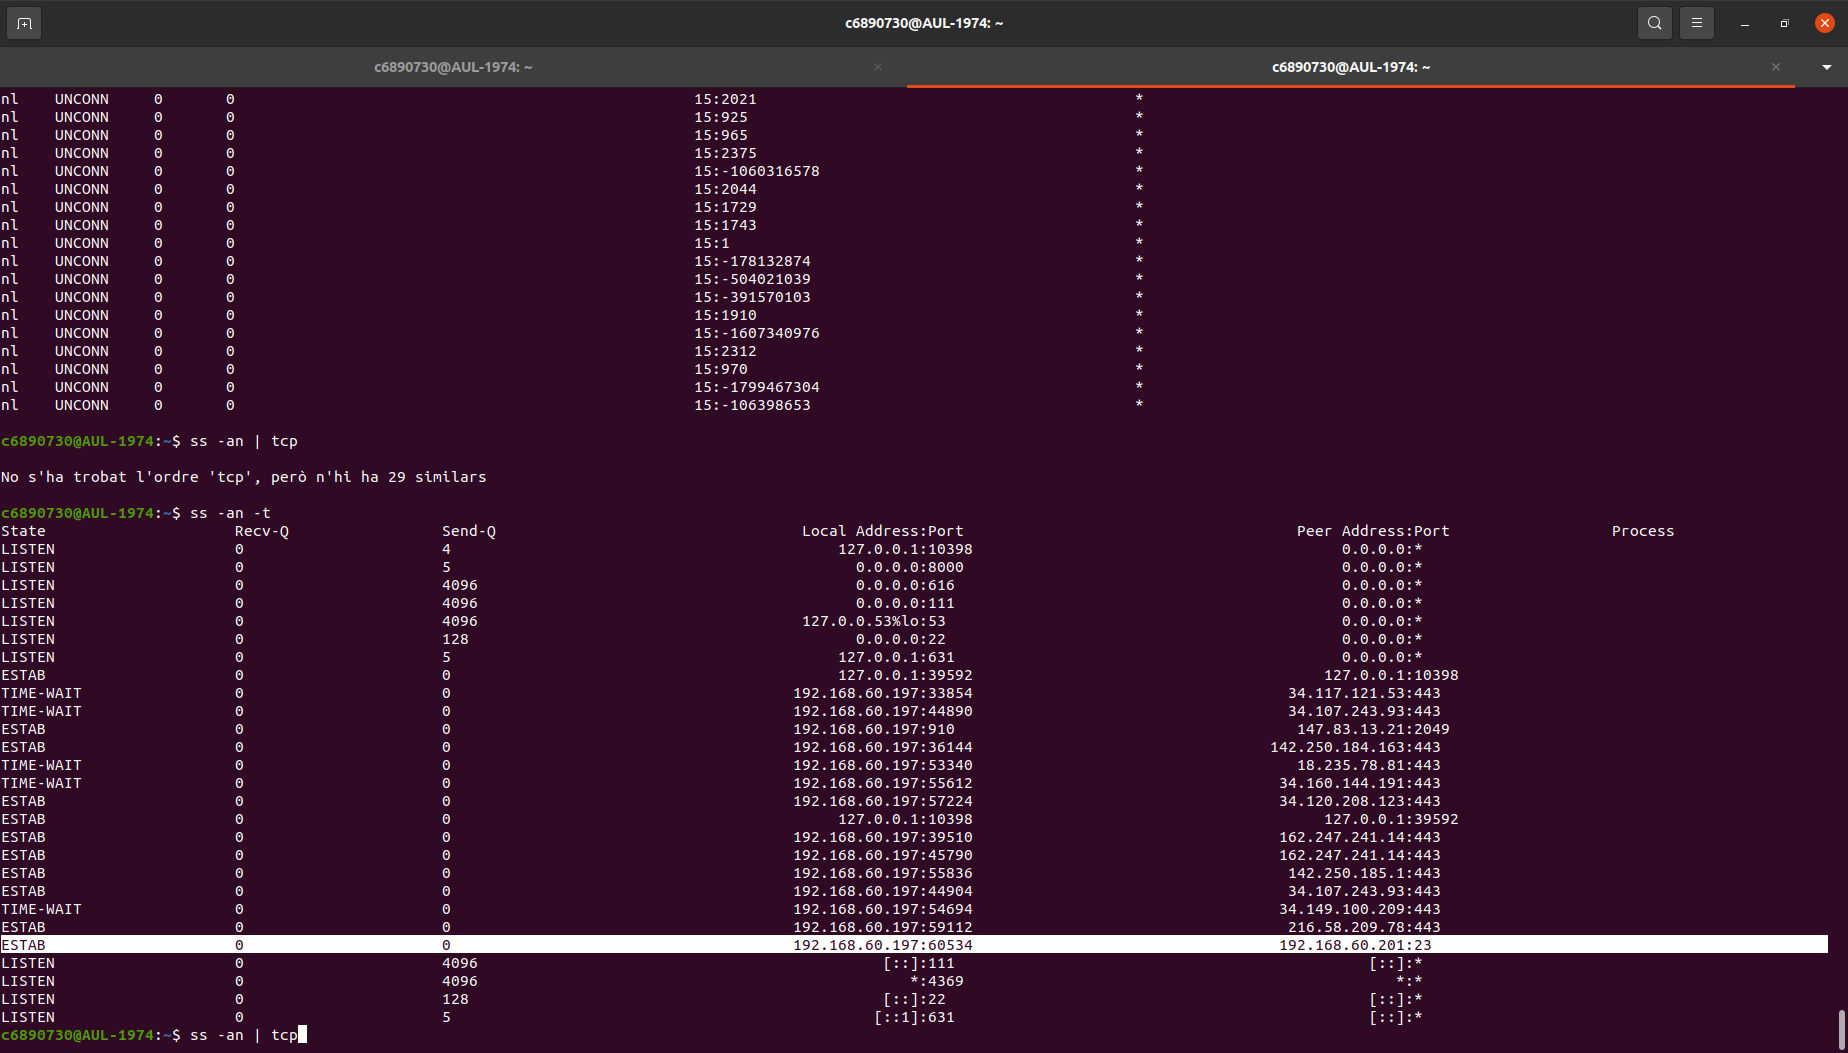 c6890730@AUL-1974: ~
c6890730@AUL-1974: ~ c6890730@AUL-1974: ~
nl UNCONN 0 0 15:2021 *
nl UNCONN 0 0 15:925 *
nl UNCONN 0 0 15:965 *
nl UNCONN 0 0 15:2375 *
nl UNCONN 0 0 15:-1060316578 *
nl UNCONN 0 0 15:2044 *
nl UNCONN 0 0 15:1729 *
nl UNCONN 0 0 15:1743 *
nl UNCONN 0 0 15:1 *
nl UNCONN 0 0 15:-178132874 *
nl UNCONN 0 0 15:-504021039 *
nl UNCONN 0 0 15:-391570103 *
nl UNCONN 0 0 15:1910 *
nl UNCONN 0 0 15:-1607340976 *
nl UNCONN 0 0 15:2312 *
nl UNCONN 0 0 15:970 *
nl UNCONN 0 0 15:-1799467304 *
nl UNCONN 0 0 15:-106398653 *
c6890730@AUL-1974:~$ ss -an | tcp
No s'ha trobat l'ordre 'tcp', però n'hi ha 29 similars
c6890730@AUL-1974:~$ ss -an -t
State Recv-Q Send-Q Local Address:Port Peer Address:Port Process
LISTEN 0 4 127.0.0.1:10398 0.0.0.0:*
LISTEN 0 5 0.0.0.0:8000 0.0.0.0:*
LISTEN 0 4096 0.0.0.0:616 0.0.0.0:*
LISTEN 0 4096 0.0.0.0:111 0.0.0.0:*
LISTEN 0 4096 127.0.0.53%lo:53 0.0.0.0:*
LISTEN 0 128 0.0.0.0:22 0.0.0.0:*
LISTEN 0 5 127.0.0.1:631 0.0.0.0:*
ESTAB 0 0 127.0.0.1:39592 127.0.0.1:10398
TIME-WAIT 0 0 192.168.60.197:33854 34.117.121.53:443
TIME-WAIT 0 0 192.168.60.197:44890 34.107.243.93:443
ESTAB 0 0 192.168.60.197:910 147.83.13.21:2049
ESTAB 0 0 192.168.60.197:36144 142.250.184.163:443
TIME-WAIT 0 0 192.168.60.197:53340 18.235.78.81:443
TIME-WAIT 0 0 192.168.60.197:55612 34.160.144.191:443
ESTAB 0 0 192.168.60.197:57224 34.120.208.123:443
ESTAB 0 0 127.0.0.1:10398 127.0.0.1:39592
ESTAB 0 0 192.168.60.197:39510 162.247.241.14:443
ESTAB 0 0 192.168.60.197:45790 162.247.241.14:443
ESTAB 0 0 192.168.60.197:55836 142.250.185.1:443
ESTAB 0 0 192.168.60.197:44904 34.107.243.93:443
TIME-WAIT 0 0 192.168.60.197:54694 34.149.100.209:443
ESTAB 0 0 192.168.60.197:59112 216.58.209.78:443
ESTAB 0 0 192.168.60.197:60534 192.168.60.201:23
LISTEN 0 4096 [::]:111 [::]:*
LISTEN 0 4096 *:4369 *:*
LISTEN 0 128 [::]:22 [::]:*
LISTEN 0 5 [::1]:631 [::]:*
c6890730@AUL-1974:~$ ss -an | tcp